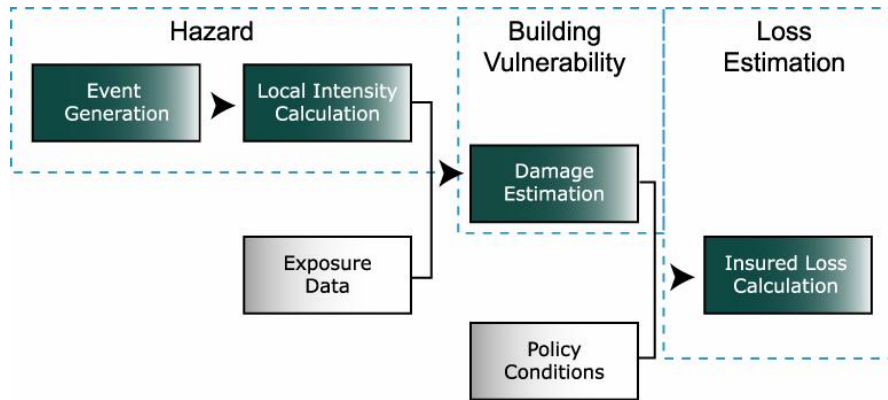 Hazard
Building
Vulnerability
Loss
Estimation
Event
Generation
Local Intensity
Calculation
Damage
Estimation
Exposure
Data
Insured Loss
Calculation
Policy
Conditions